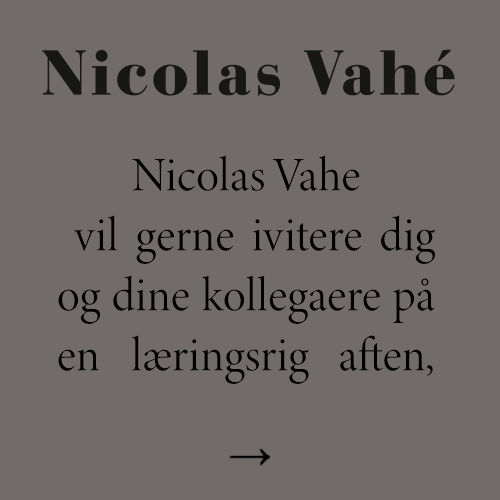 Nicolas Vahé
Nicolas Vahe
vil gerne ivitere dig
og dine kollegaere på
en læringsrig aften,
→